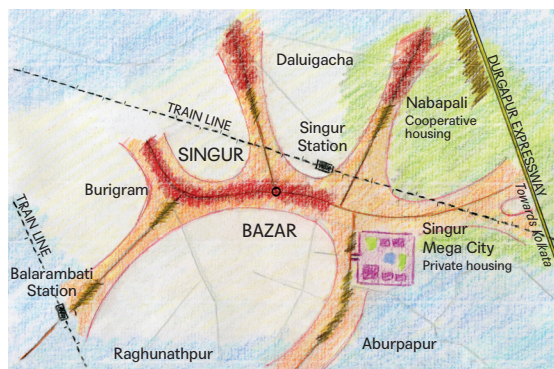 Daluigacha
DURGAPUR EXPRESSWAY
Towards Kolkata
Nabapali
Cooperative
housing
TRAIN LINE
Singur
Station
SINGUR
Burigram
BAZAR
TRAIN LINE
Singur
Mega City
Private housing
Balarambati
Station
Raghunathpur
Aburpapur